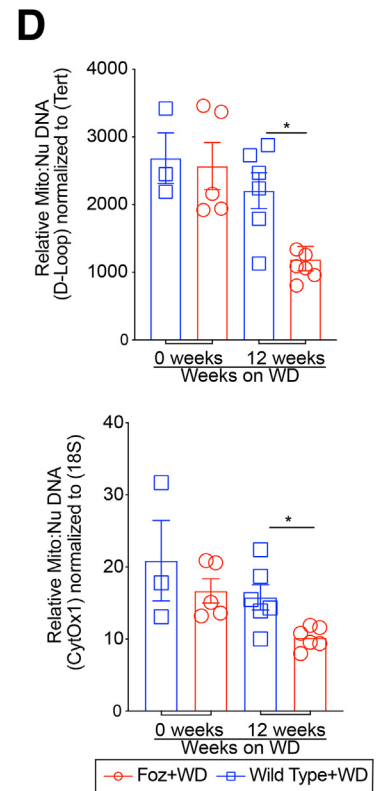 D
Relative Mito:Nu DNA
(D-Loop) normalized to (Tert)
4000
3000
2000
1000
0
*
0 weeks
12 weeks
Weeks on WD
Relative Mito:Nu DNA
(CytOx1) normalized to (18S)
40
30
20
10
0
*
0 weeks
12 weeks
Weeks on WD
Foz+WD
Wild Type+WD